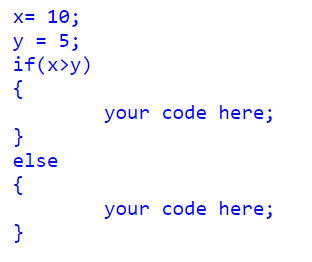 x= 10;
y = 5;
if(x>y)
{
        your code here;
}
else
{
        your code here;
}